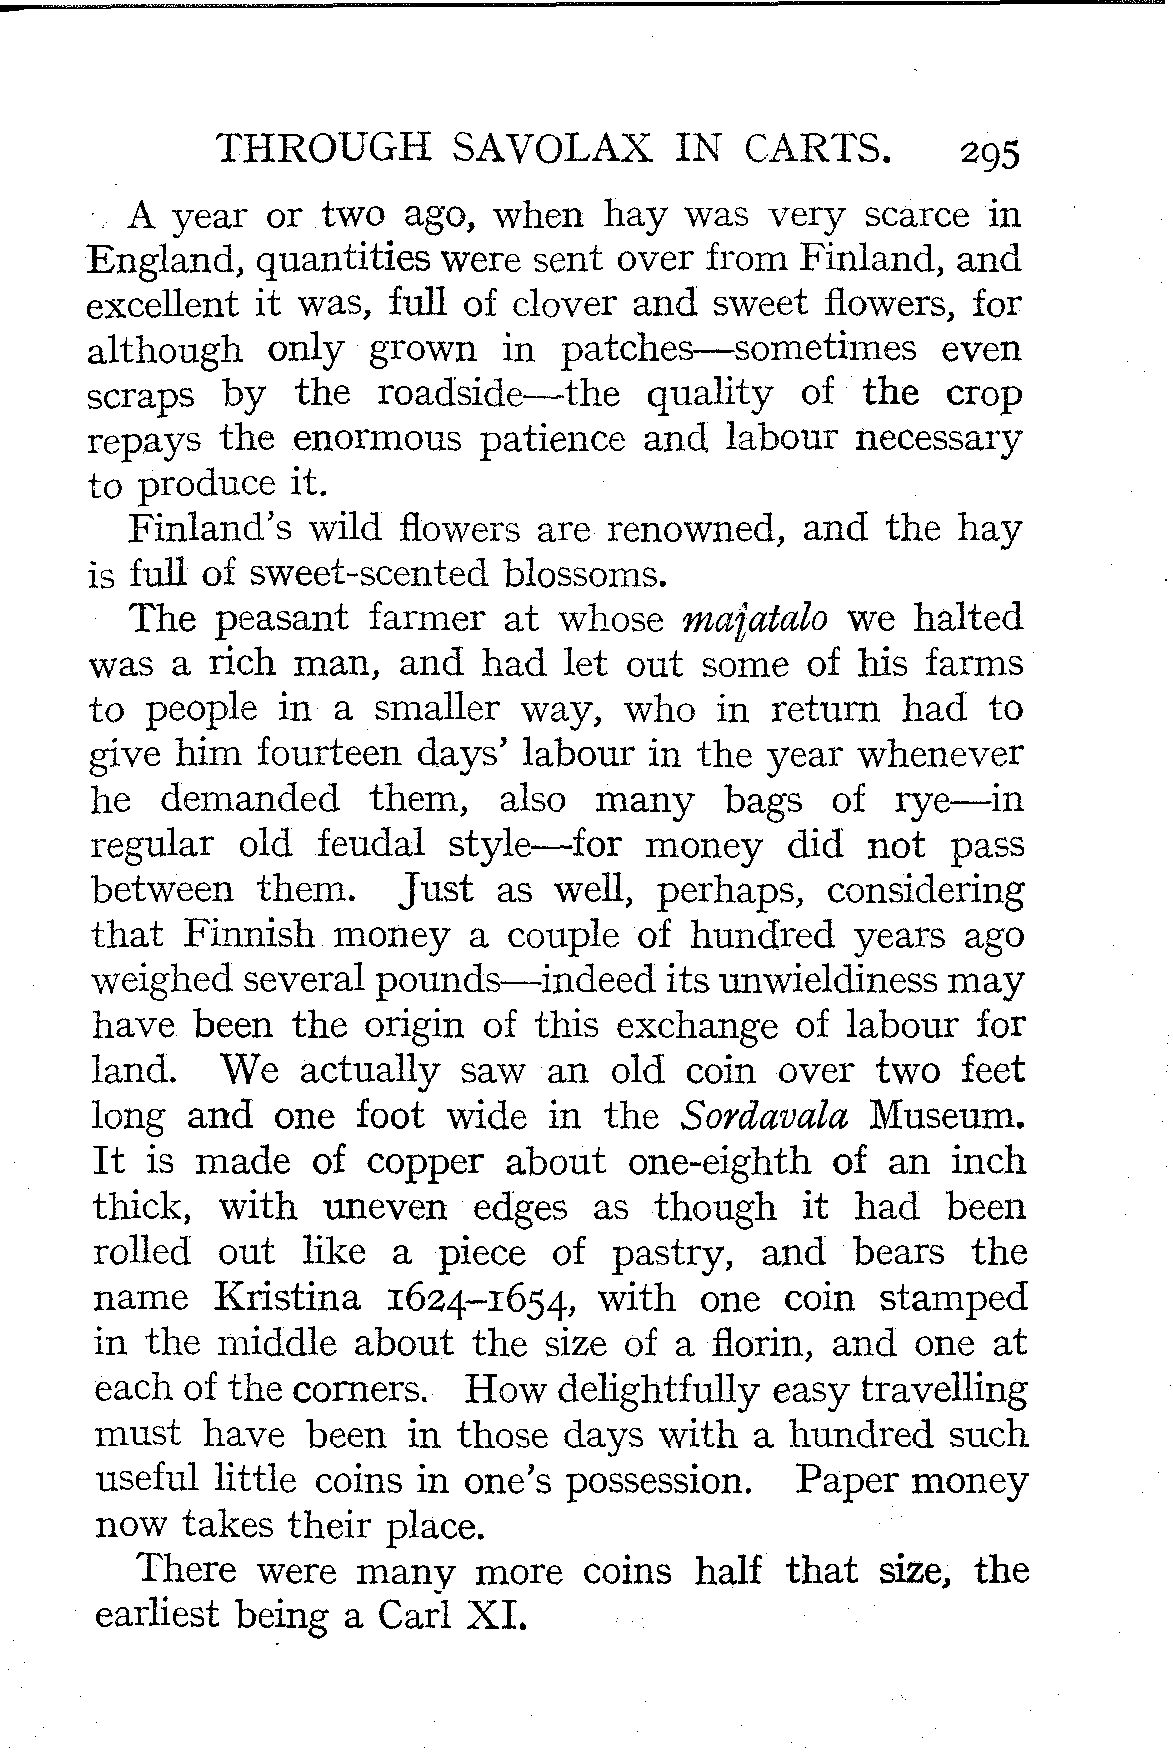 THROUGH SAVOLAX IN CARTS. 295
A year or two ago, when hay was very scarce in
England, quantities were sent over from Finland, and
excellent it was, full of clover and sweet flowers, for
although only grown in patches—sometimes even
scraps by the roadside—the quality of the crop
repays the enormous patience and labour necessary
to produce it.
Finland's wild flowers are renowned, and the hay
is full of sweet-scented blossoms.
The peasant farmer at whose majatalo we halted
was a rich man, and had let out some of his farms
to people in a smaller way, who in return had to
give him fourteen days' labour in the year whenever
he demanded them, also many bags of rye—in
regular old feudal style—for money did not pass
between them. Just as well, perhaps, considering
that Finnish money a couple of hundred years ago
weighed several pounds—indeed its unwieldiness may
have been the origin of this exchange of labour for
land. We actually saw an old coin over two feet
long and one foot wide in the Sordavala Museum.
It is made of copper about one-eighth of an inch
thick, with uneven edges as though it had been
rolled out like a piece of pastry, and bears the
name Kristina 1624–1654, with one coin stamped
in the middle about the size of a florin, and one at
each of the corners. How delightfully easy travelling
must have been in those days with a hundred such
useful little coins in one's possession. Paper money
now takes their place.
There were many more coins half that size, the
earliest being a Carl XI.